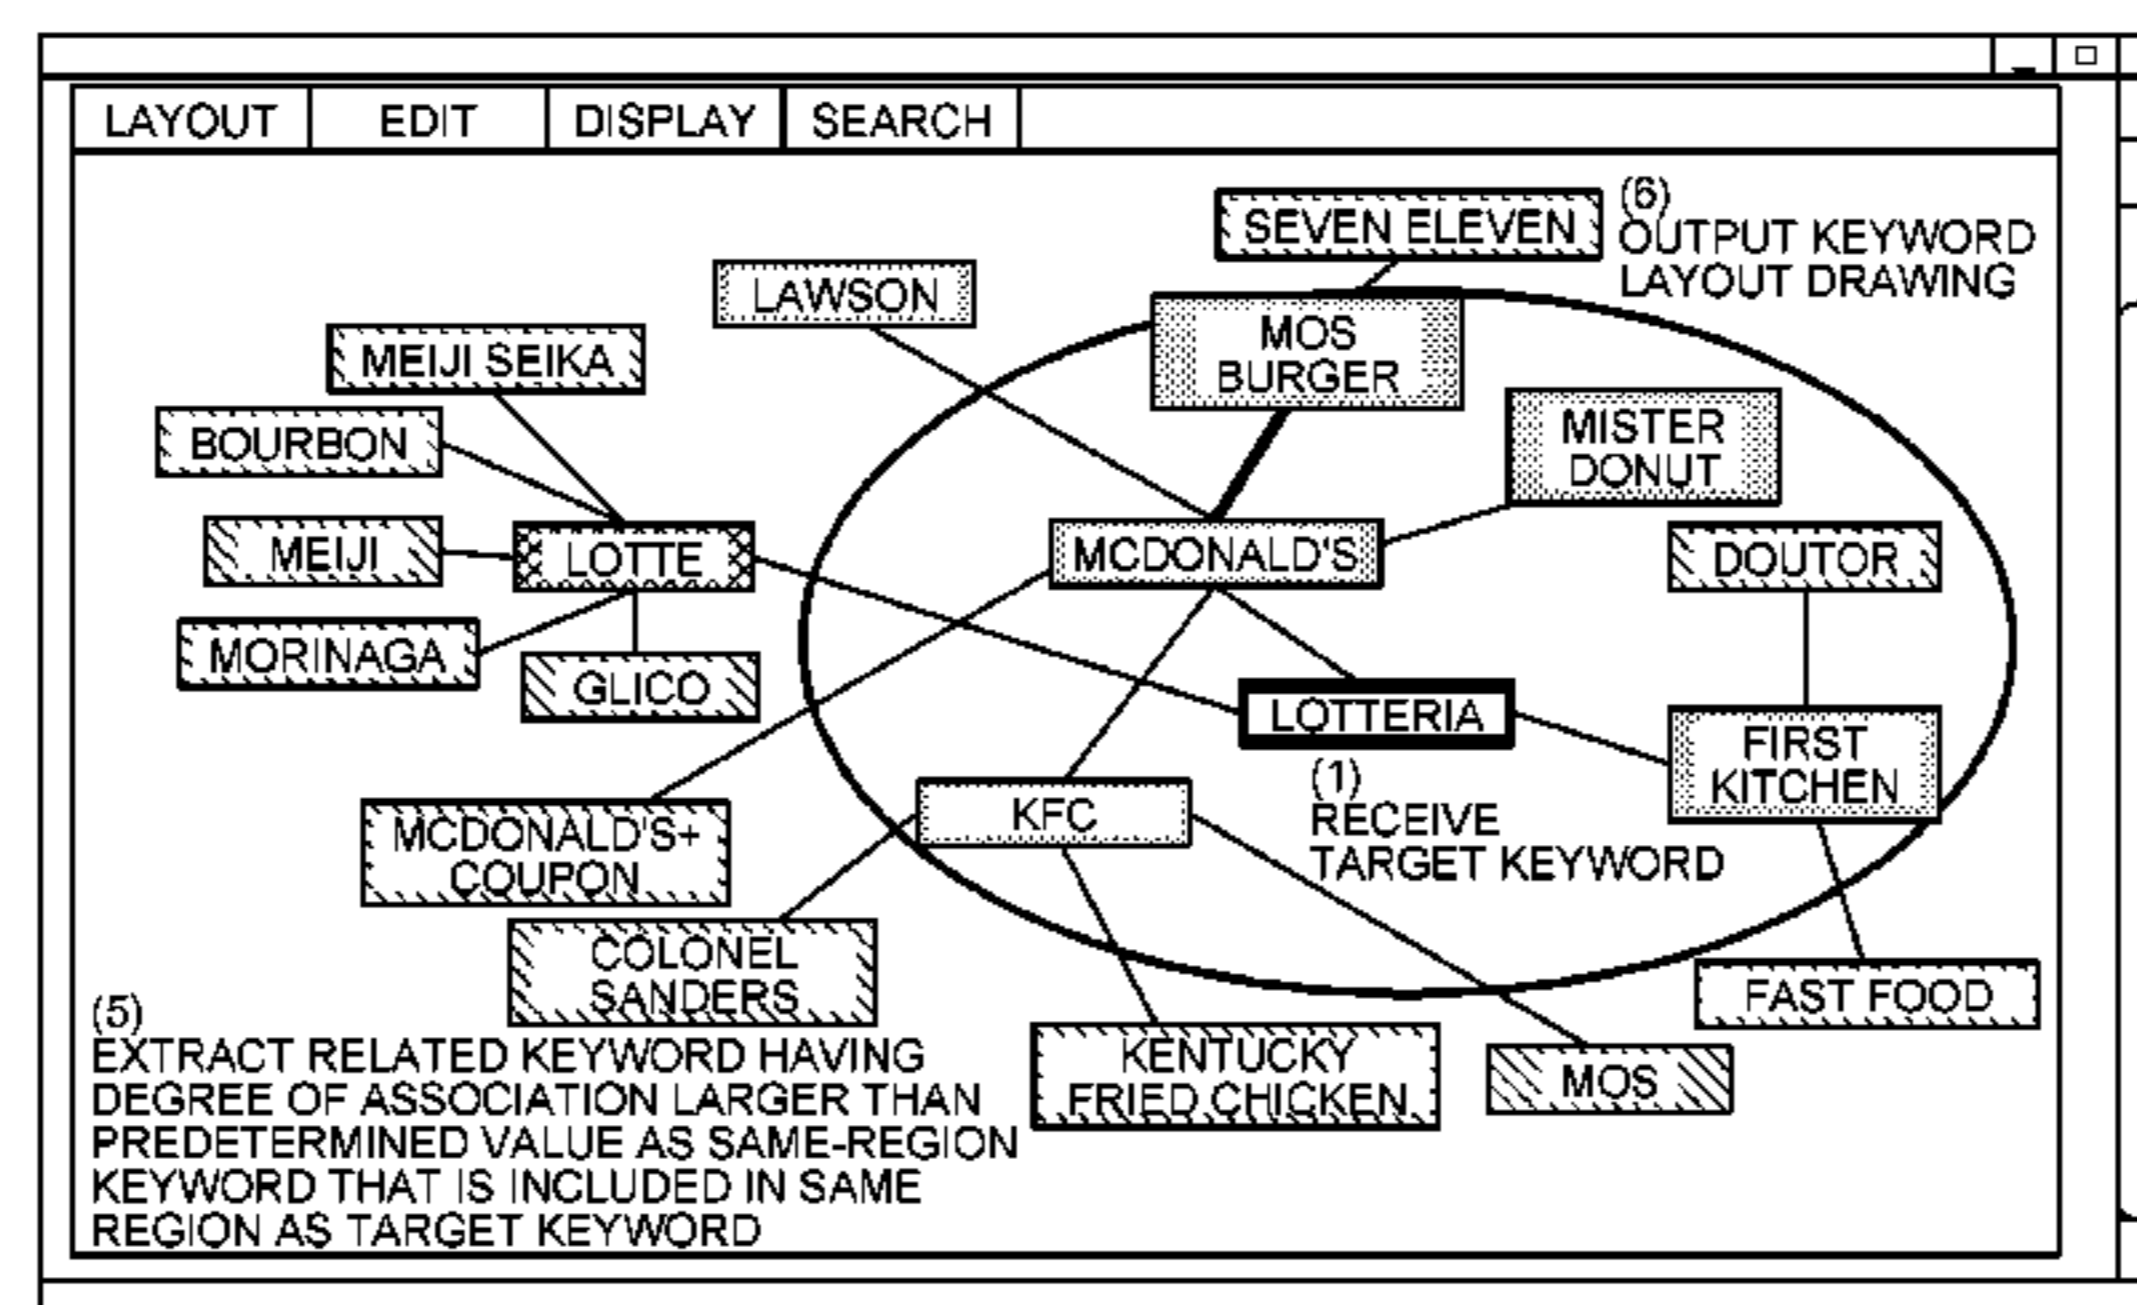 LAYOUT
EDIT
DISPLAY
SEARCH
SEVEN ELEVEN
(6)
OUTPUT KEYWORD
LAYOUT DRAWING
LAWSON
MOS
BURGER
MEIJI SEIKA
MISTER
DONUT
BOURBON
MEIJI
LOTTE
MCDONALD'S
DOUTOR
MORINAGA
GLICO
LOTTERIA
FIRST
KITCHEN
(1)
RECEIVE
TARGET KEYWORD
KFC
MCDONALD'S+
COUPON
COLONEL
SANDERS
FAST FOOD
KENTUCKY
FRIED CHICKEN
MOS
(5)
EXTRACT RELATED KEYWORD HAVING
DEGREE OF ASSOCIATION LARGER THAN
PREDETERMINED VALUE AS SAME-REGION
KEYWORD THAT IS INCLUDED IN SAME
REGION AS TARGET KEYWORD